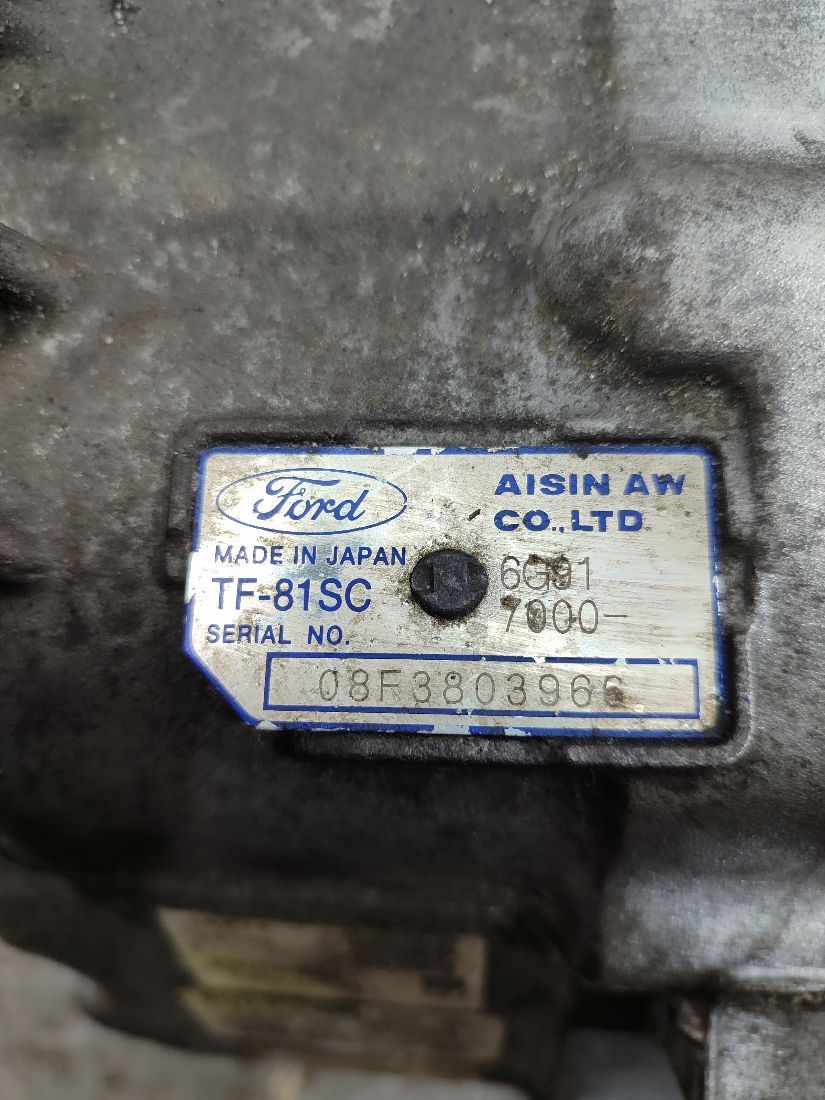 Ford
AISIN AW
CO.,LTD
MADE IN JAPAN
TF-81SC
6G91
7000-
SERIAL NO.
08F3803966